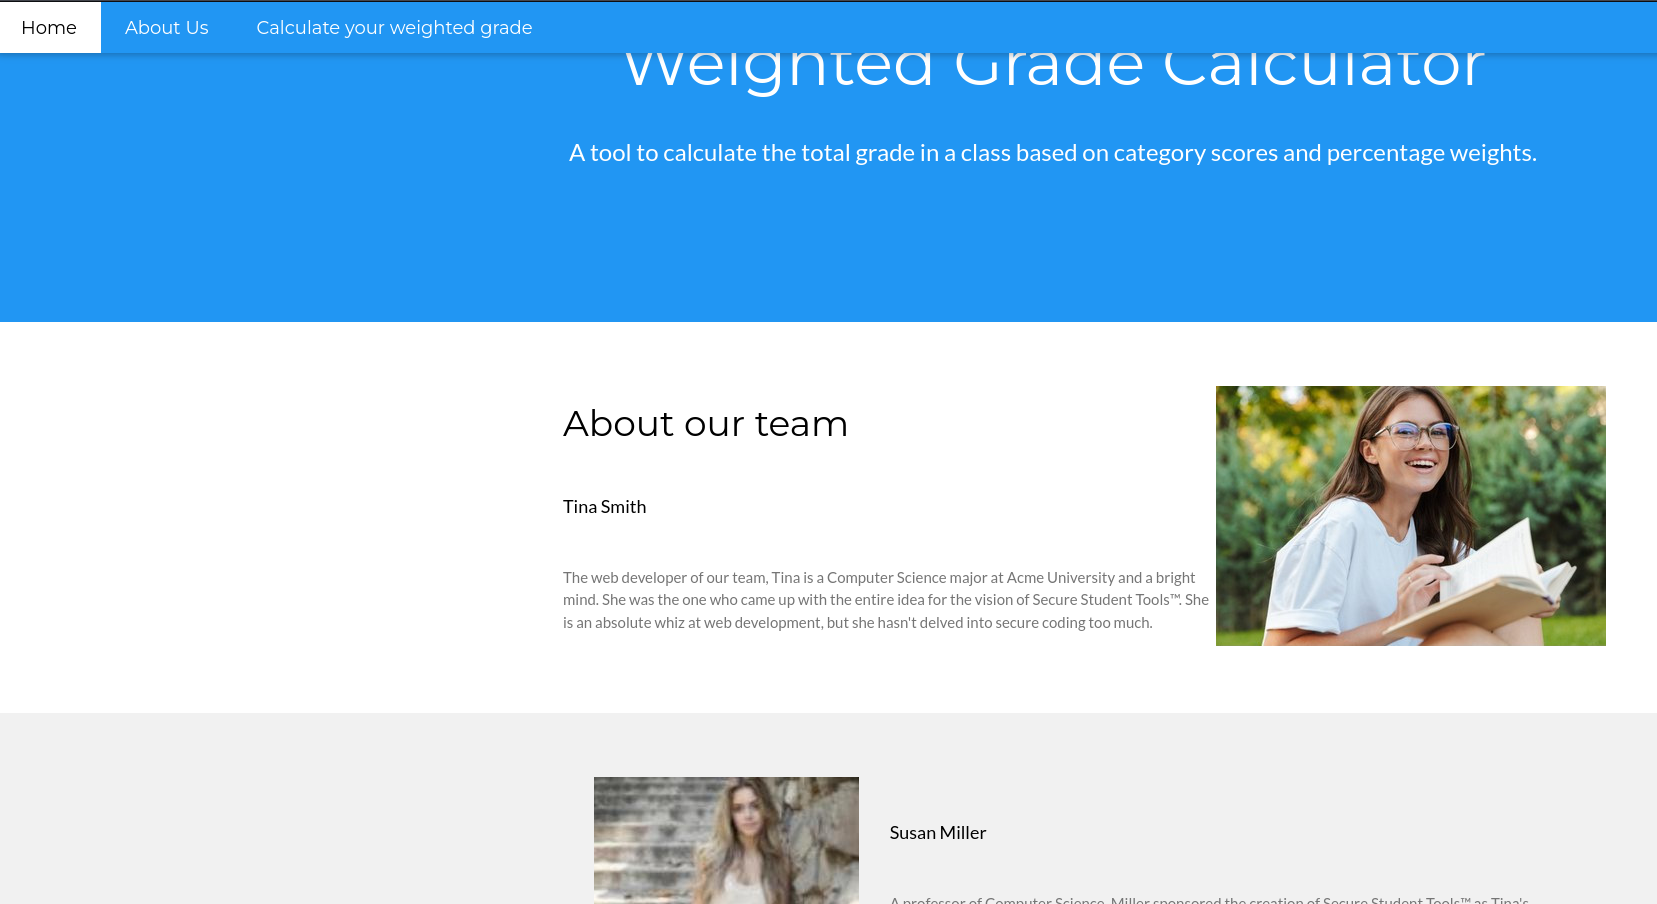 Home About Us Calculate your weighted grade
Weighted Grade Calculator
A tool to calculate the total grade in a class based on category scores and percentage weights.
About our team
Tina Smith
The web developer of our team, Tina is a Computer Science major at Acme University and a bright
mind. She was the one who came up with the entire idea for the vision of Secure Student Tools™. She
is an absolute whiz at web development, but she hasn't delved into secure coding too much.
Susan Miller
A professor of Computer Science, Miller sponsored the creation of Secure Student Tools™ as Tina's